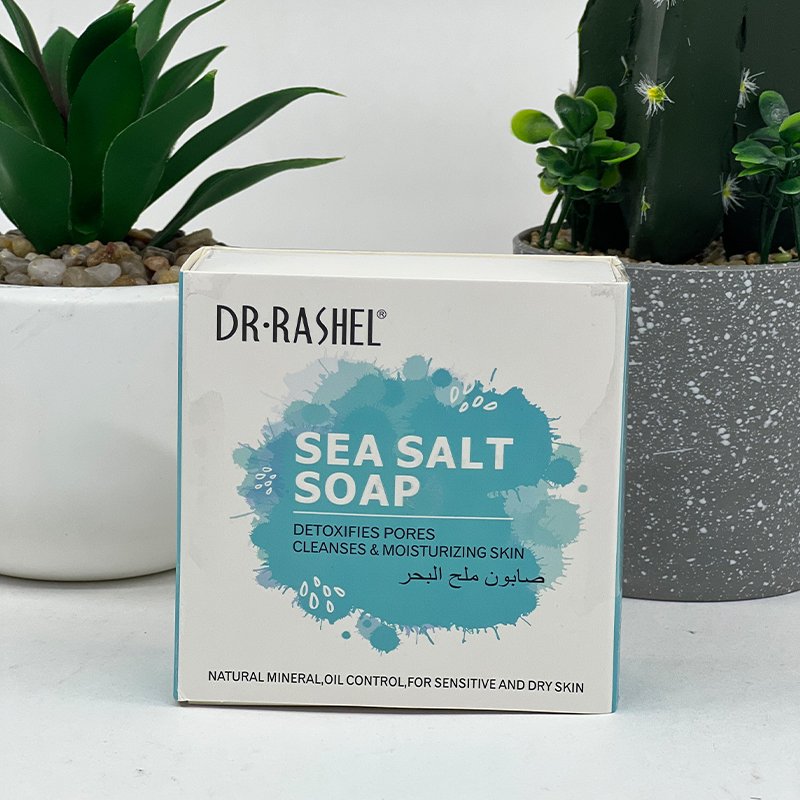 DR·RASHEL®
SEA SALT
SOAP
DETOXIFIES PORES
CLEANSES & MOISTURIZING SKIN
صابون ملح البحر
NATURAL MINERAL,OIL CONTROL,FOR SENSITIVE AND DRY SKIN